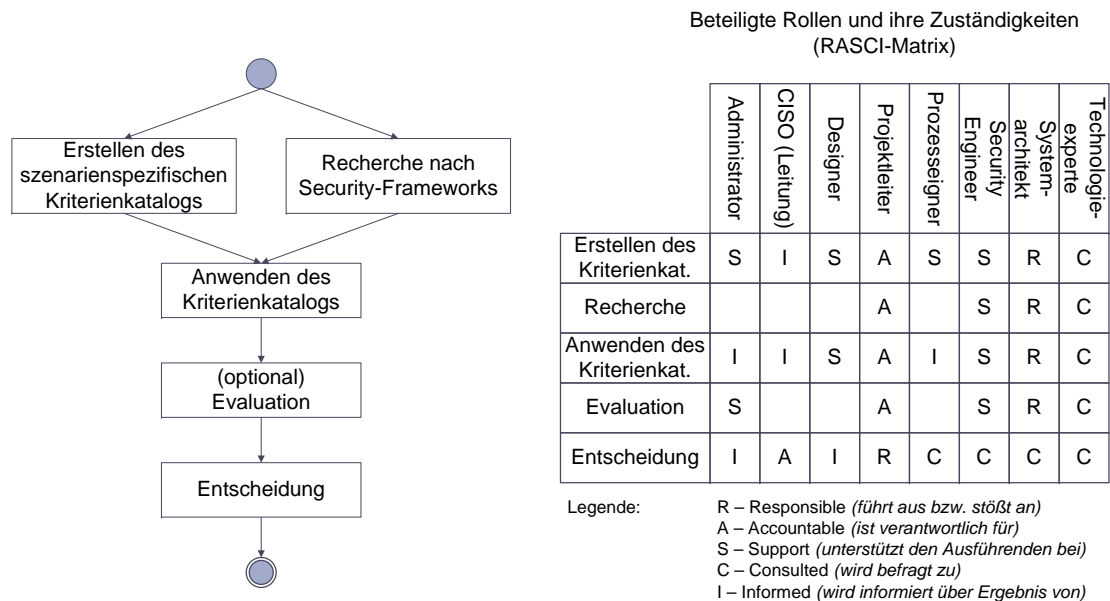 Beteiligte Rollen und ihre Zuständigkeiten
(RASCI-Matrix)
Erstellen des
szenarienspezifischen
Kriterienkatalogs
Recherche nach
Security-Frameworks
Anwenden des
Kriterienkatalogs
(optional)
Evaluation
Entscheidung
Administrator
CISO (Leitung)
Designer
Projektleiter
Prozesseigner
Security
Engineer
System-
architekt
Technologie-
experte
Erstellen des
Kriterienkat.
S I S A S S R C
Recherche
A S R C
Anwenden des
Kriterienkat.
I I S A I S R C
Evaluation
S A S R C
Entscheidung
I A I R C C C C
Legende:
R – Responsible (führt aus bzw. stößt an)
A – Accountable (ist verantwortlich für)
S – Support (unterstützt den Ausführenden bei)
C – Consulted (wird befragt zu)
I – Informed (wird informiert über Ergebnis von)